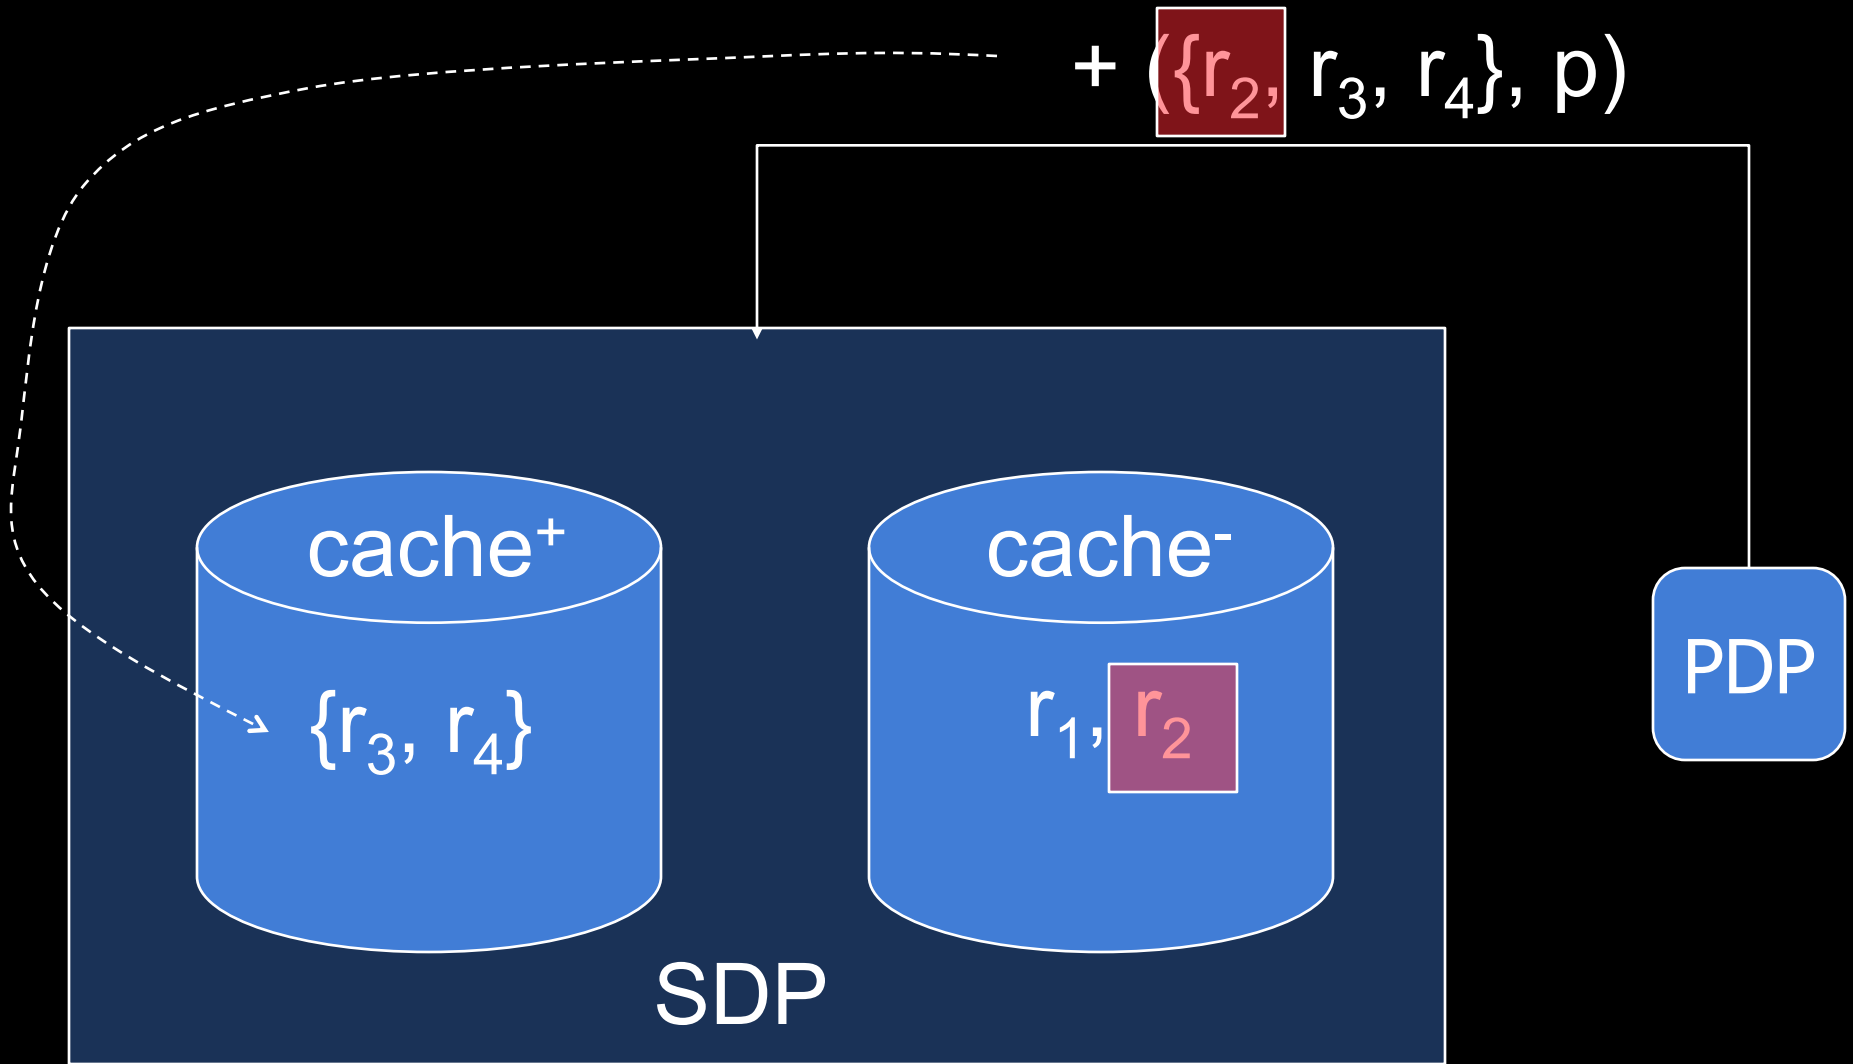 + ({r₂, r₃, r₄}, p)
cache⁺
cache⁻
{r₃, r₄}
r₁, r₂
PDP
SDP